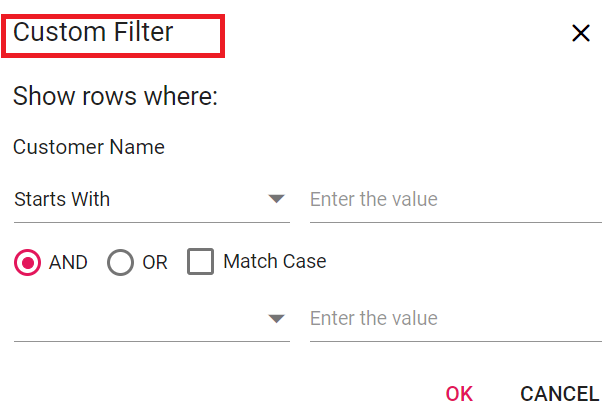 Custom Filter
Show rows where:
Customer Name
Starts With Enter the value
AND OR Match Case
Enter the value
OK CANCEL